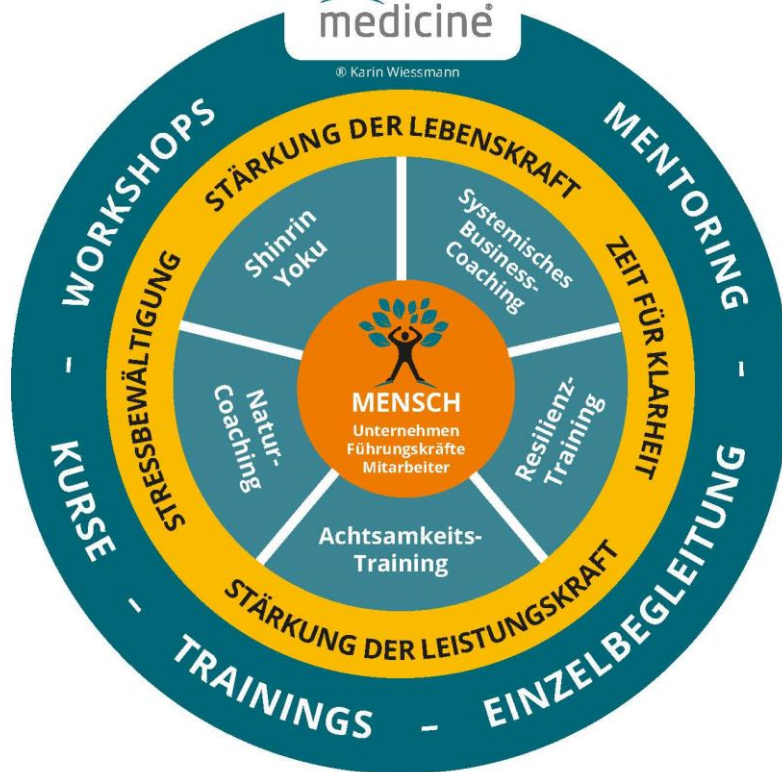 medicine®
® Karin Wiessmann
WORKSHOPS – MENTORING – EINZELBEGLEITUNG – TRAININGS – KURSE –
STÄRKUNG DER LEBENSKRAFT
ZEIT FÜR KLARHEIT
STÄRKUNG DER LEISTUNGSKRAFT
STRESSBEWÄLTIGUNG
Shinrin
Yoku
Systemisches
Business-
Coaching
Resilienz-
Training
Achtsamkeits-
Training
Natur-
Coaching
MENSCH
Unternehmen
Führungskräfte
Mitarbeiter